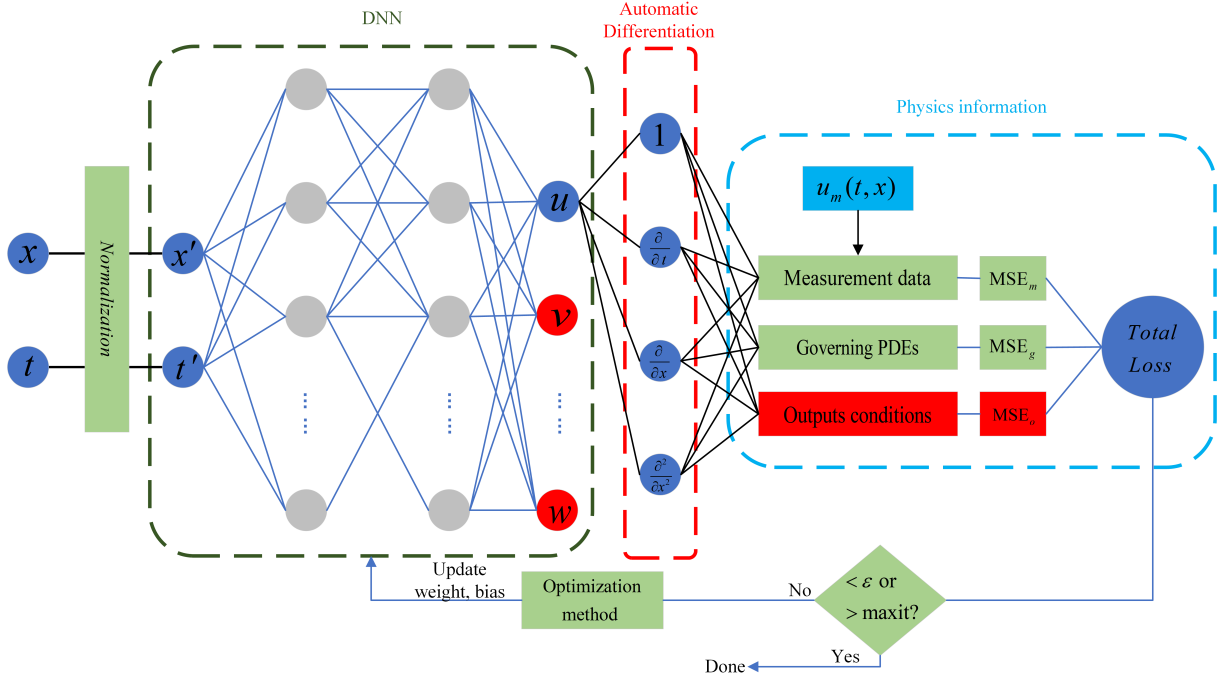 DNN
Automatic
Differentiation
Physics information
x
t
Normalization
x′
t′
u
v
w
1
∂/∂t
∂/∂x
∂²/∂x²
u_m(t, x)
Measurement data
MSE_m
Governing PDEs
MSE_g
Outputs conditions
MSE_o
Total
Loss
Update
weight, bias
Optimization
method
No
< ε or
> maxit?
Yes
Done